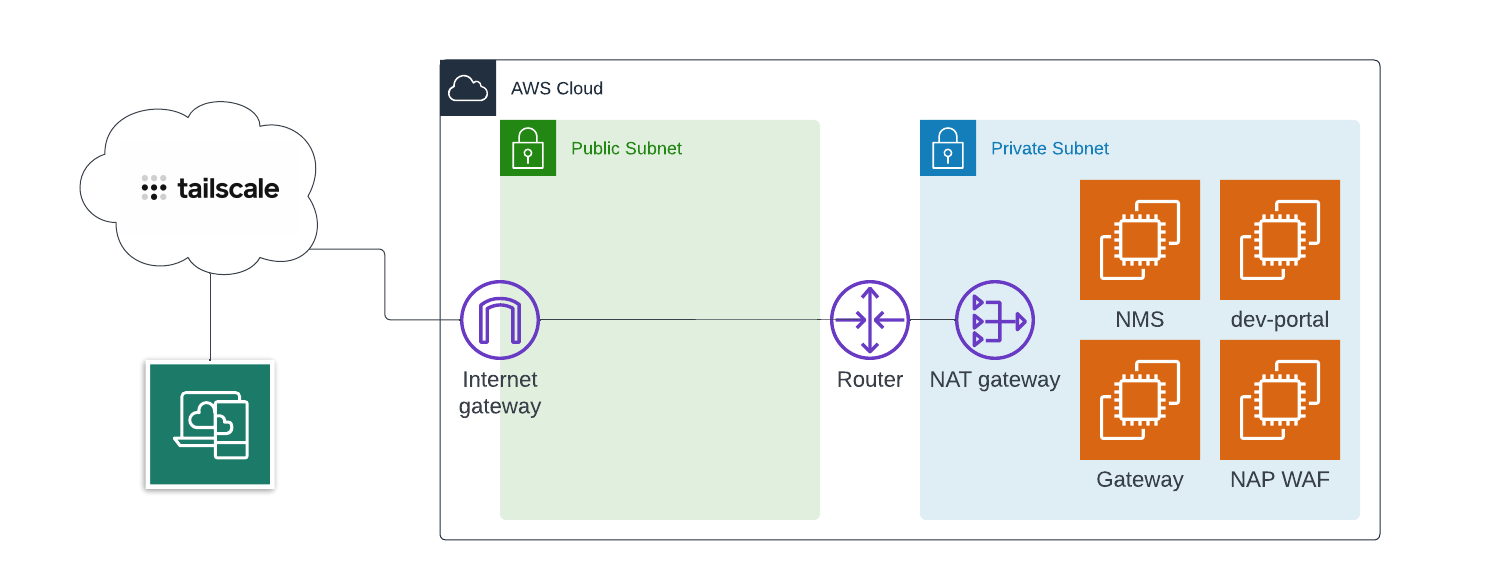 AWS Cloud
Public Subnet
Private Subnet
tailscale
NMS
dev-portal
Internet
gateway
Router
NAT gateway
Gateway
NAP WAF